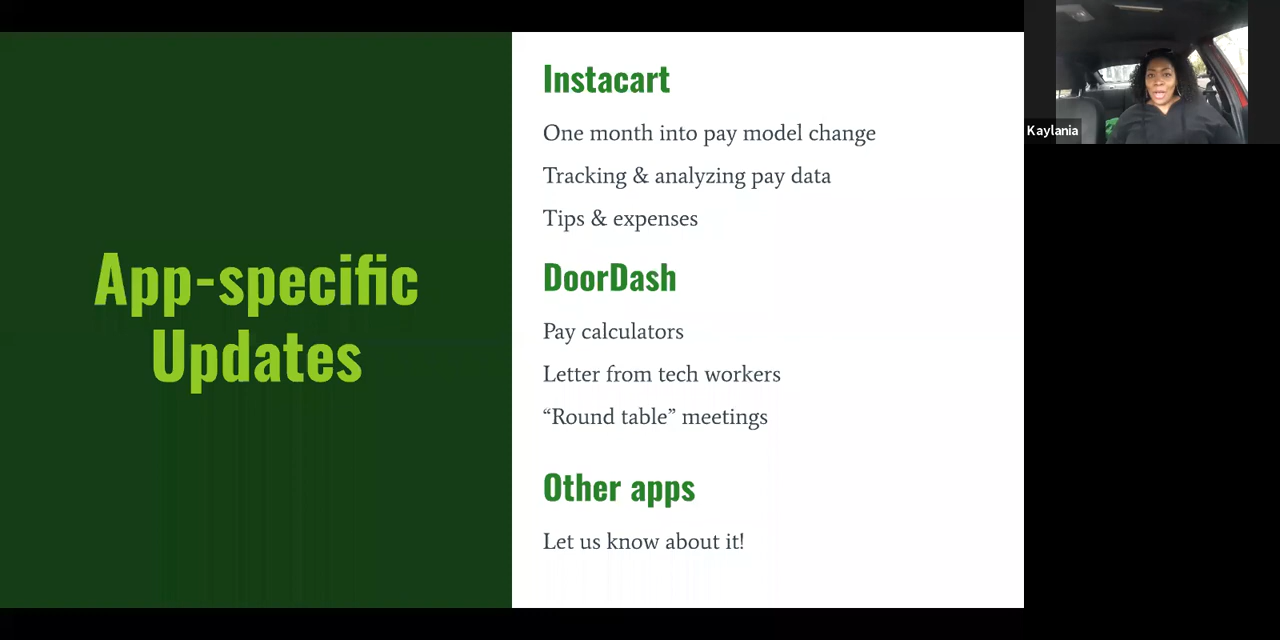 App-specific
Updates
Instacart
One month into pay model change
Tracking & analyzing pay data
Tips & expenses
DoorDash
Pay calculators
Letter from tech workers
“Round table” meetings
Other apps
Let us know about it!
Kaylania